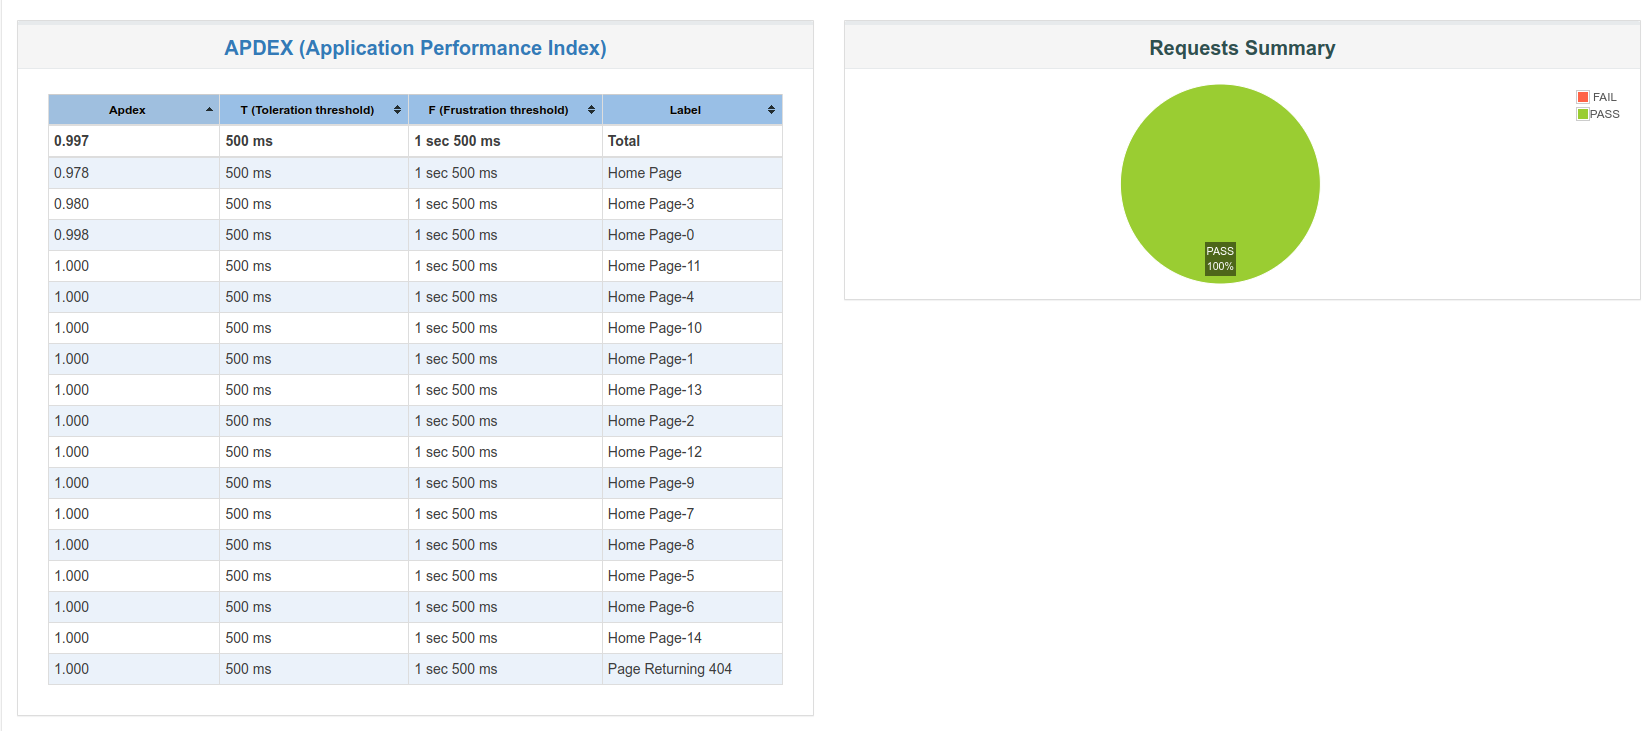 APDEX (Application Performance Index)
Apdex T (Toleration threshold) F (Frustration threshold) Label
0.997 500 ms 1 sec 500 ms Total
0.978 500 ms 1 sec 500 ms Home Page
0.980 500 ms 1 sec 500 ms Home Page-3
0.998 500 ms 1 sec 500 ms Home Page-0
1.000 500 ms 1 sec 500 ms Home Page-11
1.000 500 ms 1 sec 500 ms Home Page-4
1.000 500 ms 1 sec 500 ms Home Page-10
1.000 500 ms 1 sec 500 ms Home Page-1
1.000 500 ms 1 sec 500 ms Home Page-13
1.000 500 ms 1 sec 500 ms Home Page-2
1.000 500 ms 1 sec 500 ms Home Page-12
1.000 500 ms 1 sec 500 ms Home Page-9
1.000 500 ms 1 sec 500 ms Home Page-7
1.000 500 ms 1 sec 500 ms Home Page-8
1.000 500 ms 1 sec 500 ms Home Page-5
1.000 500 ms 1 sec 500 ms Home Page-6
1.000 500 ms 1 sec 500 ms Home Page-14
1.000 500 ms 1 sec 500 ms Page Returning 404
Requests Summary
FAIL
PASS
PASS
100%